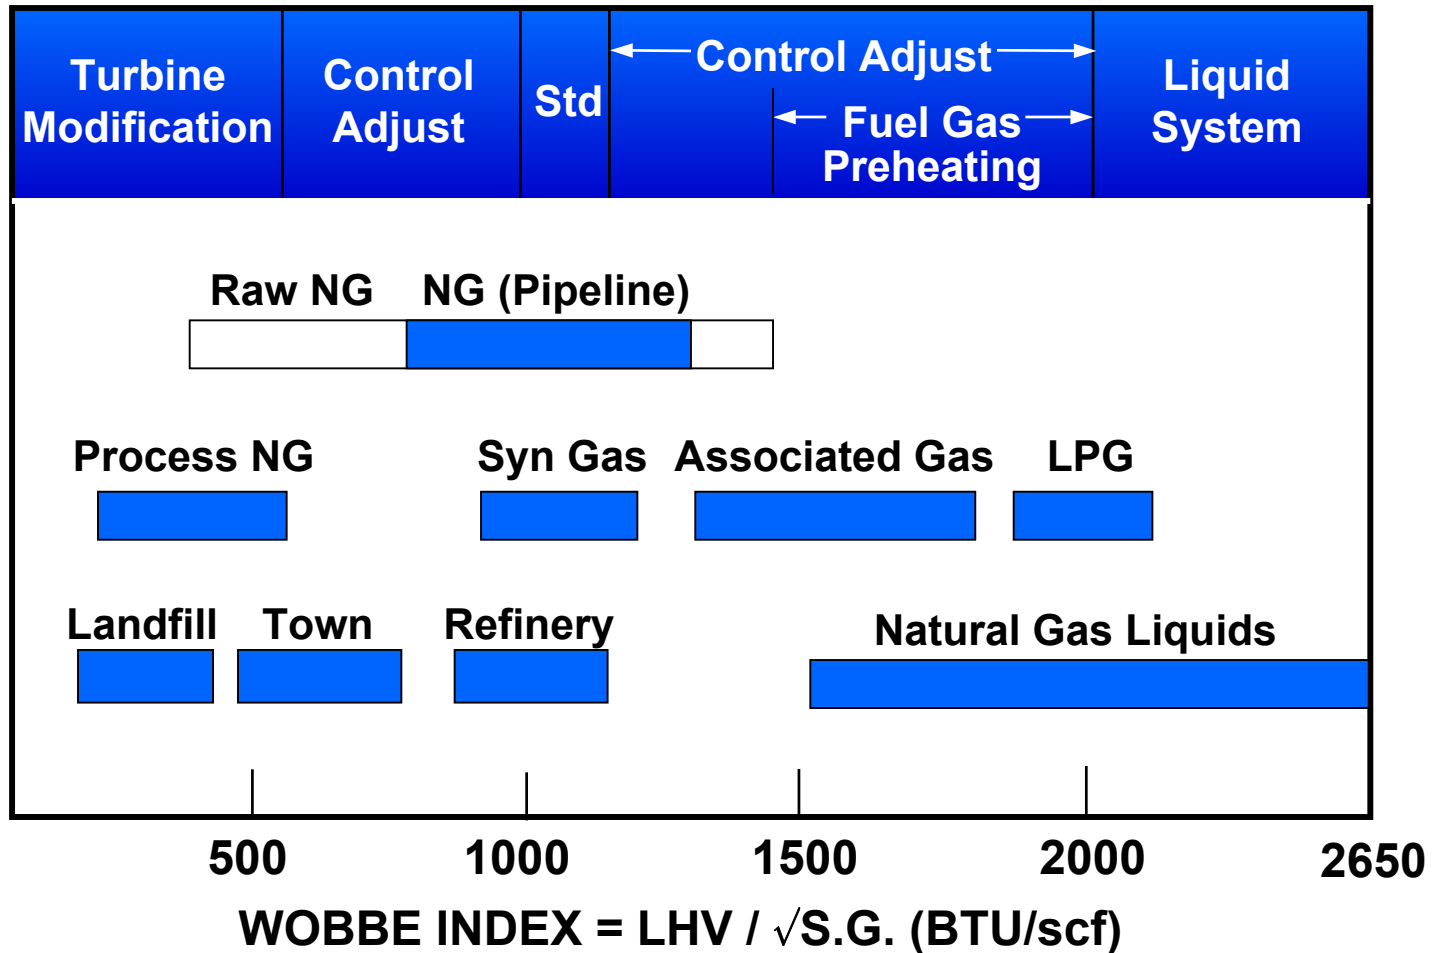 Turbine
Modification
Control
Adjust
Std
Control Adjust
Fuel Gas
Preheating
Liquid
System
Raw NG
NG (Pipeline)
Process NG
Syn Gas
Associated Gas
LPG
Landfill
Town
Refinery
Natural Gas Liquids
500
1000
1500
2000
2650
WOBBE INDEX = LHV / √S.G. (BTU/scf)